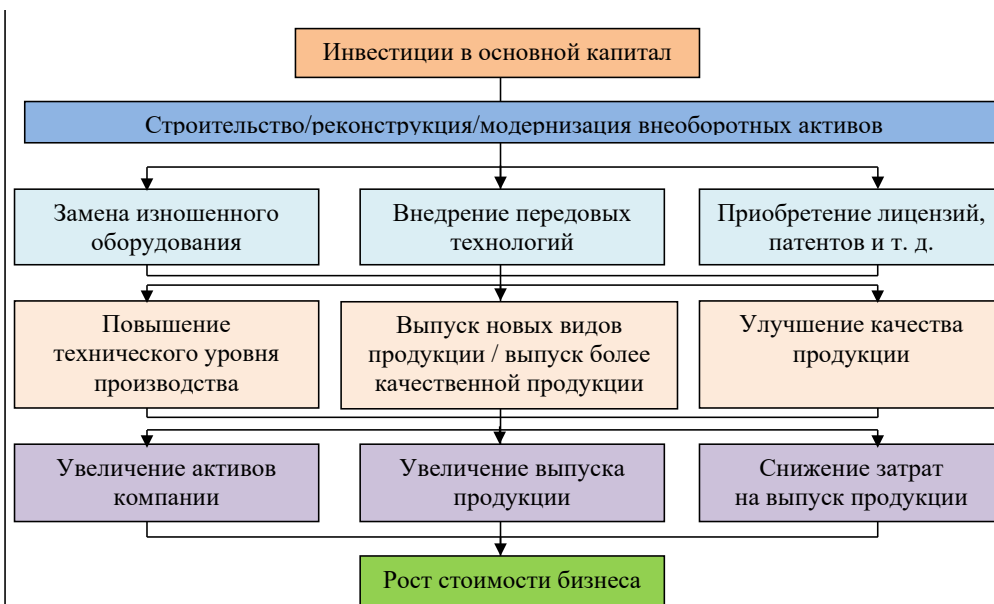 Инвестиции в основной капитал
Строительство/реконструкция/модернизация внеоборотных активов
Замена изношенного
оборудования
Внедрение передовых
технологий
Приобретение лицензий,
патентов и т. д.
Повышение
технического уровня
производства
Выпуск новых видов
продукции / выпуск более
качественной продукции
Улучшение качества
продукции
Увеличение активов
компании
Увеличение выпуска
продукции
Снижение затрат
на выпуск продукции
Рост стоимости бизнеса